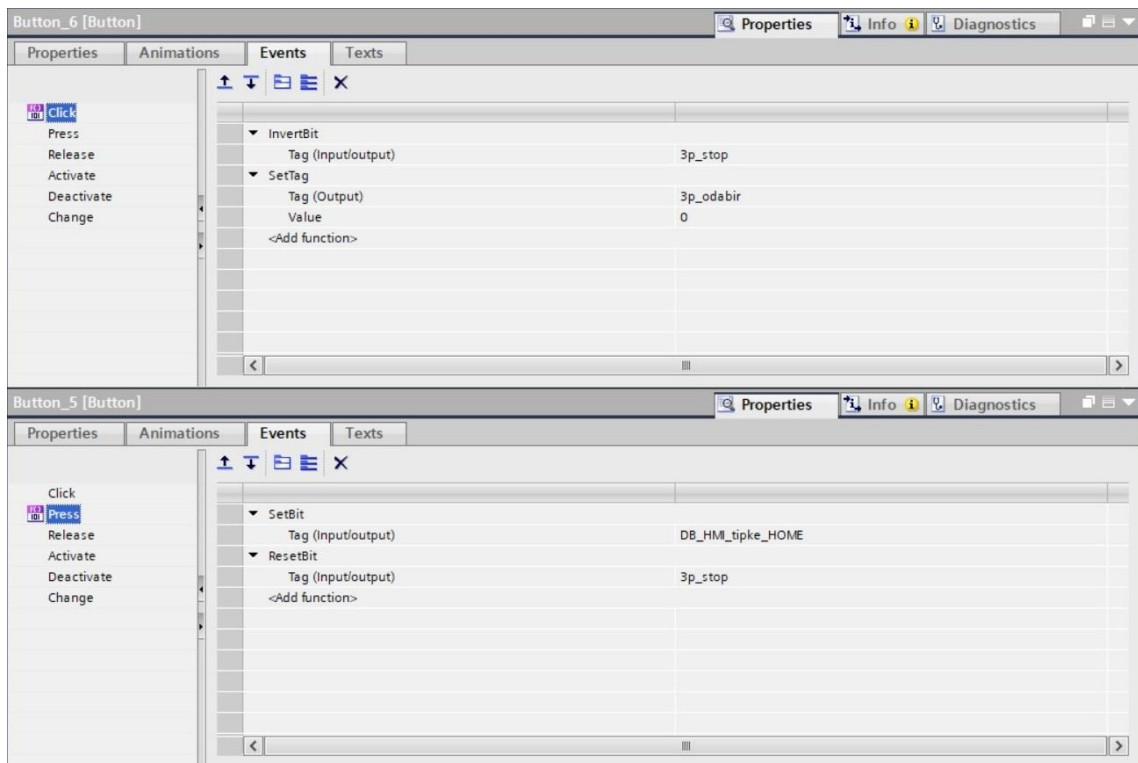 Button_6 [Button] Properties Info Diagnostics
Properties Animations Events Texts
Click
Press
Release
Activate
Deactivate
Change
InvertBit
Tag (Input/output) 3p_stop
SetTag
Tag (Output) 3p_odabir
Value 0
<Add function>
Button_5 [Button] Properties Info Diagnostics
Properties Animations Events Texts
Click
Press
Release
Activate
Deactivate
Change
SetBit
Tag (Input/output) DB_HMI_tipke_HOME
ResetBit
Tag (Input/output) 3p_stop
<Add function>